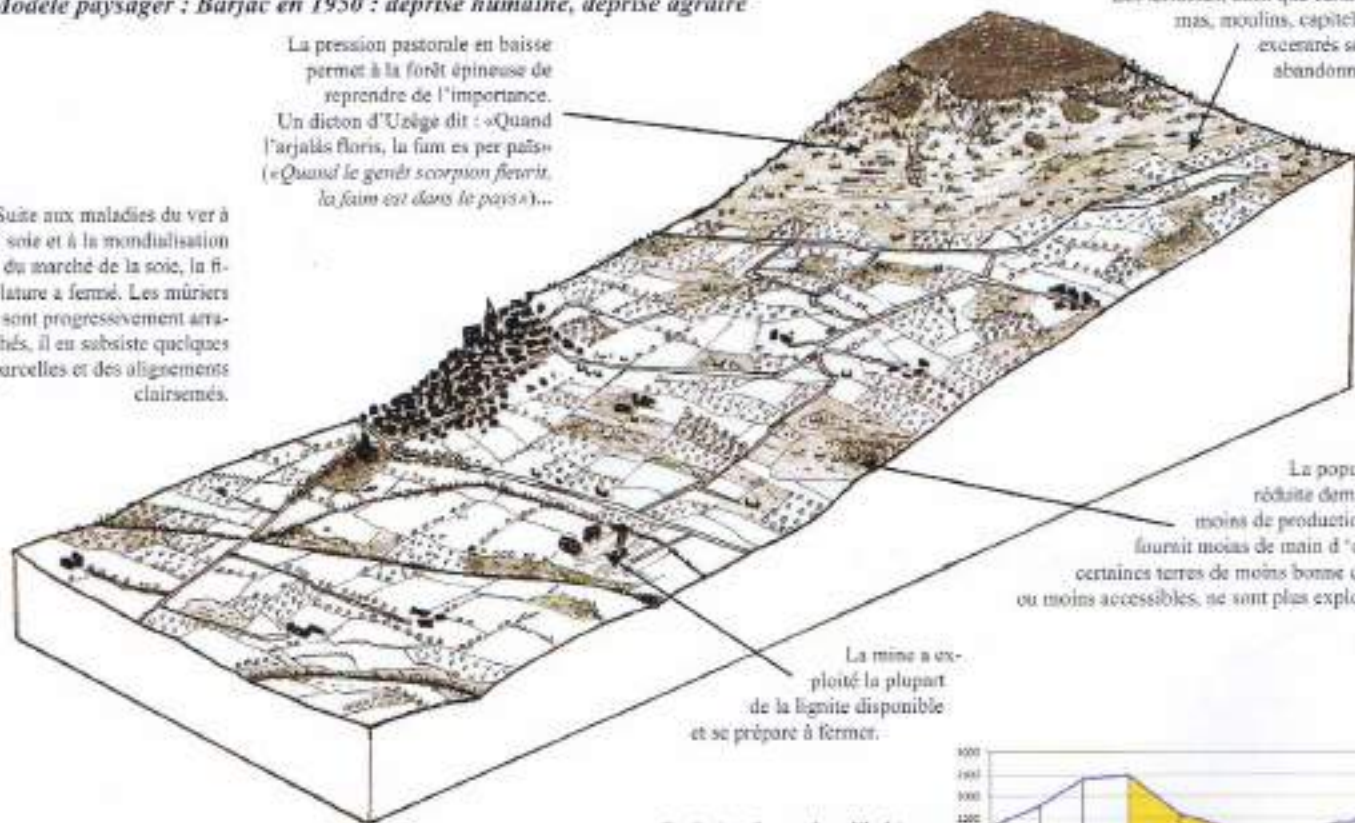 Modèle paysager : Barjac en 1950 : déprise humaine, déprise agraire
mas, moulins,
abandonn
La pression pastorale en baisse
permet à la forêt épineuse de
reprendre de l'importance.
Un dicton d'Uzège dit : «Quand
l'arjalàs floris, la fam es per païs»
(«Quand le genêt scorpion fleurit,
la faim est dans le pays»)...
Suite aux maladies du ver à
soie et à la mondialisation
du marché de la soie, la fi-
lature a fermé. Les mûriers
sont progressivement arra-
hés, il en subsiste quelques
arcelles et des alignements
clairsemés.
La popu
réduite dem
moins de productio
fournit moins de main d'
certaines terres de moins bonne
ou moins accessibles, ne sont plus explo
La mine a ex-
ploité la plupart
de la lignite disponible
et se prépare à fermer.